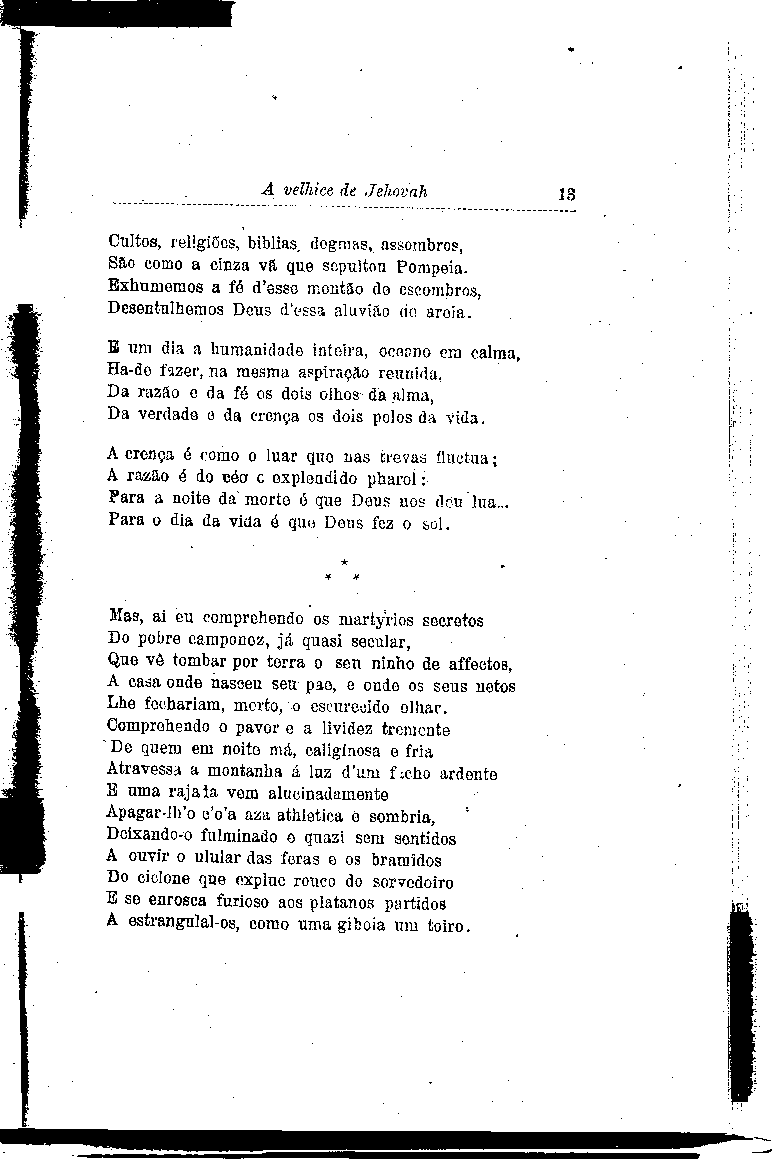 A velhice de Jehovah 13
Cultos, religiões, biblias, dogmas, assombros,
São como a cinza vã que sepultou Pompeia.
Exhumemos a fé d'esse montão de escombros,
Desentulhemos Deus d'essa aluvião de areia.
E um dia a humanidade inteira, oceano em calma,
Ha-de fazer, na mesma aspiração reunida,
Da razão e da fé os dois olhos da alma,
Da verdade e da crença os dois polos da vida.
A crença é como o luar que nas trevas fluctua;
A razão é do céo o explendido pharol:
Para a noite da morte é que Deus nos deu lua...
Para o dia da vida é que Deus fez o sol.
*
* *
Mas, ai eu comprehendo os martyrios secretos
Do pobre camponez, já quasi secular,
Que vê tombar por terra o seu ninho de affectos,
A casa onde nasceu seu pae, e onde os seus netos
Lhe fechariam, morto, o escurecido olhar.
Comprehendo o pavor e a lividez tremente
De quem em noite má, caliginosa e fria
Atravessa a montanha á luz d'um facho ardente
E uma rajada vem alucinadamente
Apagar-lh'o c'o'a aza athletica e sombria,
Deixando-o fulminado e quazi sem sentidos
A ouvir o ulular das feras e os bramidos
Do ciclone que explue rouco do sorvedoiro
E se enrosca furioso aos platanos partidos
A estrangulal-os, como uma giboia um toiro.